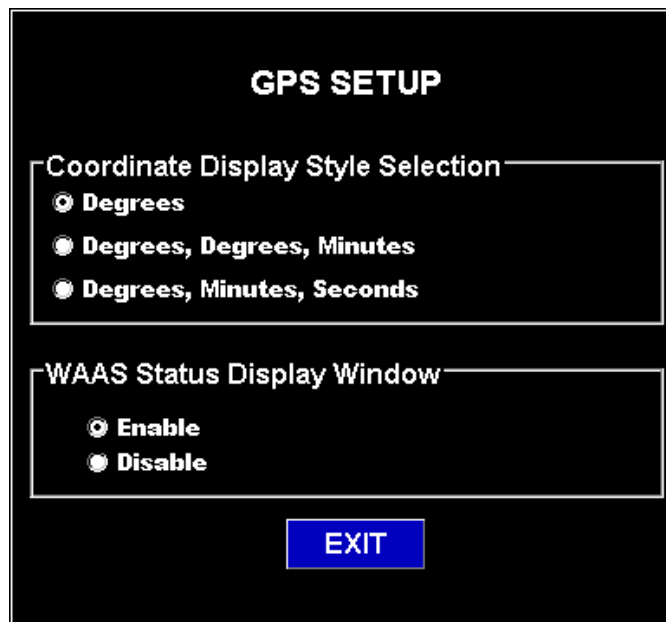 GPS SETUP
Coordinate Display Style Selection
Degrees
Degrees, Degrees, Minutes
Degrees, Minutes, Seconds
WAAS Status Display Window
Enable
Disable
EXIT